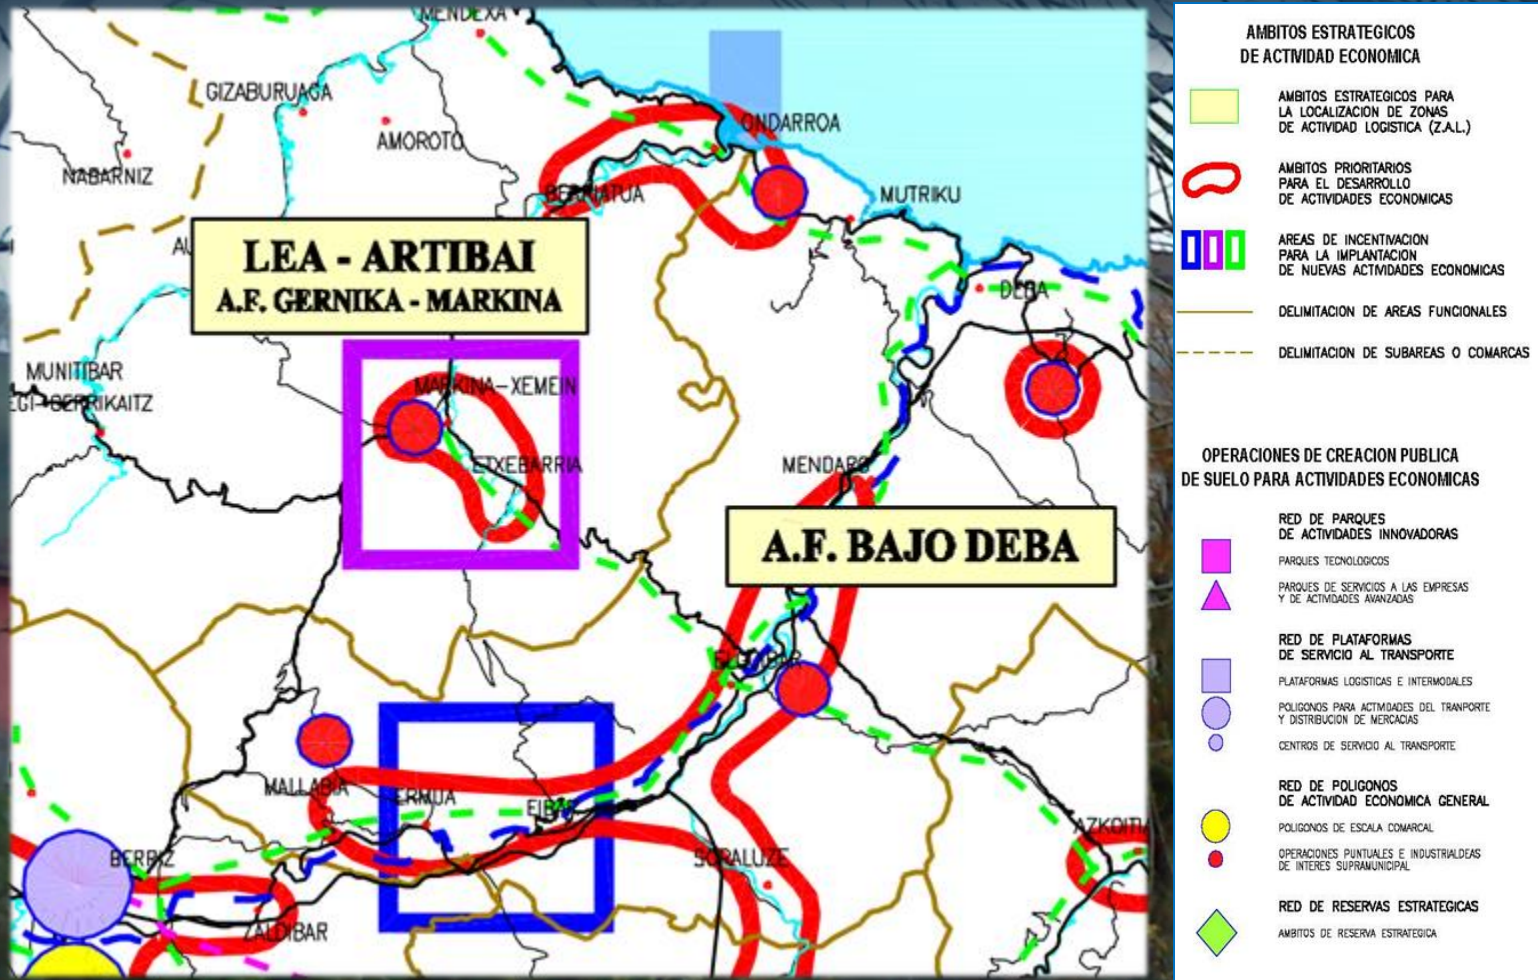 MENDEXA
GIZABURUAGA
AMOROTO
NABARNIZ
ONDARROA
BERRIATUA
MUTRIKU
AU
LEA - ARTIBAI
A.F. GERNIKA - MARKINA
DEBA
MUNITIBAR
EGI-GERRIKAITZ
MARKINA-XEMEIN
ETXEBARRIA
MENDARO
A.F. BAJO DEBA
ELGOIBAR
MALLABIA
ERMUA
EIBAR
AZKOITIA
BERRIZ
SORALUZE
ZALDIBAR
AMBITOS ESTRATEGICOS
DE ACTIVIDAD ECONOMICA
AMBITOS ESTRATEGICOS PARA
LA LOCALIZACION DE ZONAS
DE ACTIVIDAD LOGISTICA (Z.A.L.)
AMBITOS PRIORITARIOS
PARA EL DESARROLLO
DE ACTIVIDADES ECONOMICAS
AREAS DE INCENTIVACION
PARA LA IMPLANTACION
DE NUEVAS ACTIVIDADES ECONOMICAS
DELIMITACION DE AREAS FUNCIONALES
DELIMITACION DE SUBAREAS O COMARCAS
OPERACIONES DE CREACION PUBLICA
DE SUELO PARA ACTIVIDADES ECONOMICAS
RED DE PARQUES
DE ACTIVIDADES INNOVADORAS
PARQUES TECNOLOGICOS
PARQUES DE SERVICIOS A LAS EMPRESAS
Y DE ACTIVIDADES AVANZADAS
RED DE PLATAFORMAS
DE SERVICIO AL TRANSPORTE
PLATAFORMAS LOGISTICAS E INTERMODALES
POLIGONOS PARA ACTIVIDADES DEL TRANPORTE
Y DISTRIBUCION DE MERCACIAS
CENTROS DE SERVICIO AL TRANSPORTE
RED DE POLIGONOS
DE ACTIVIDAD ECONOMICA GENERAL
POLIGONOS DE ESCALA COMARCAL
OPERACIONES PUNTUALES E INDUSTRIALDEAS
DE INTERES SUPRAMUNICIPAL
RED DE RESERVAS ESTRATEGICAS
AMBITOS DE RESERVA ESTRATEGICA